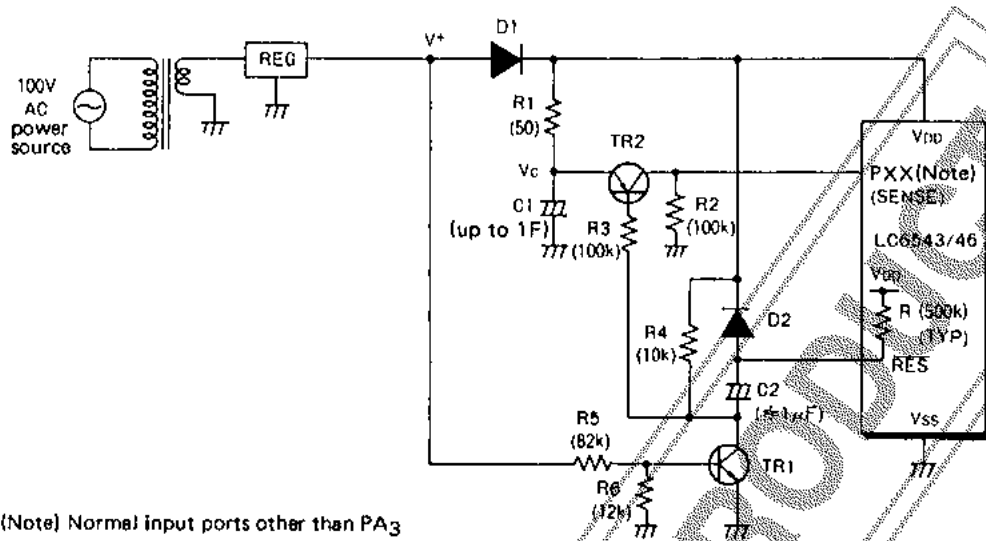 100V
AC
power
source
REG
V+
D1
R1
(50)
TR2
Vc
C1
(up to 1F)
R3
(100k)
R2
(100k)
VDD
PXX(Note)
(SENSE)
LC6543/46
VDD
R (500k)
(TYP)
RES
D2
R4
(10k)
C2
VSS
R5
(82k)
R6
(12k)
TR1
(Note) Normal input ports other than PA3